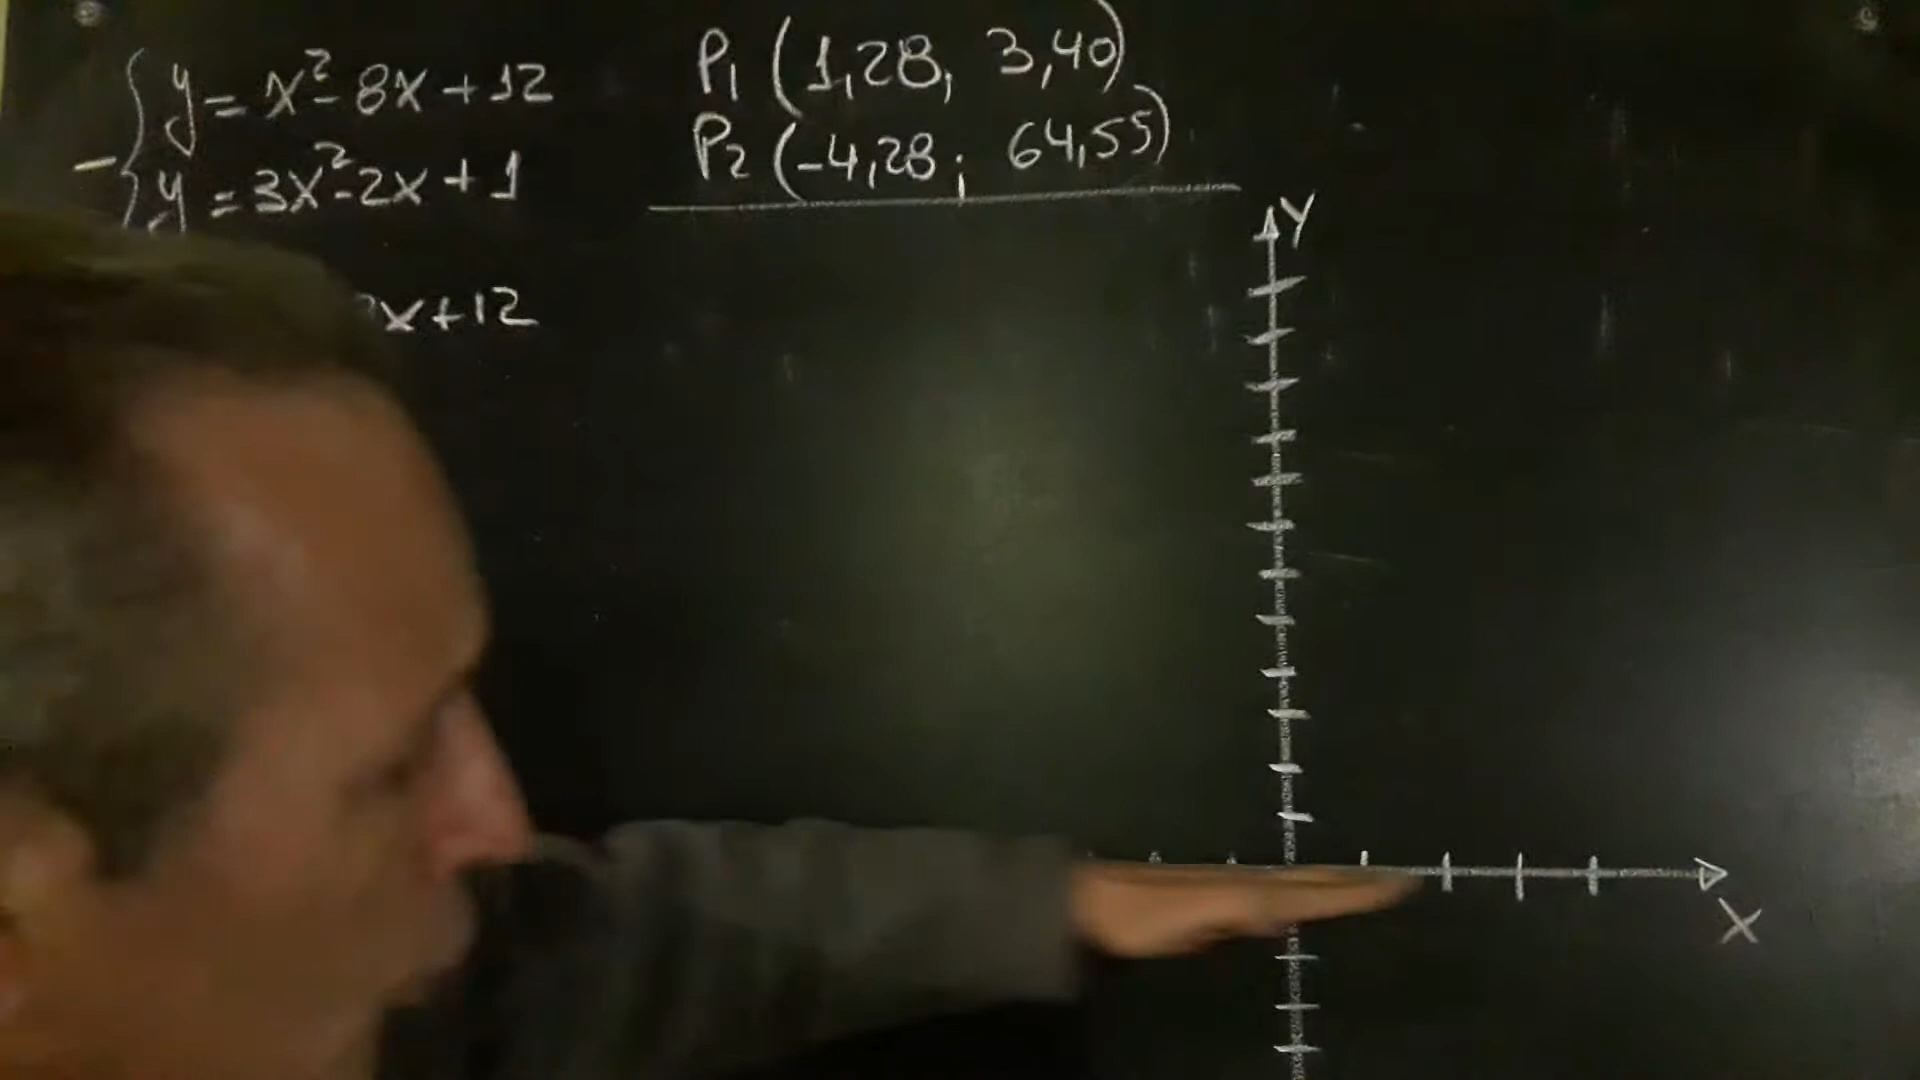 y = x² - 8x + 12
y = 3x² - 2x + 1
x + 12
P₁ (1,28, 3,40)
P₂ (-4,28; 64,55)
Y
X